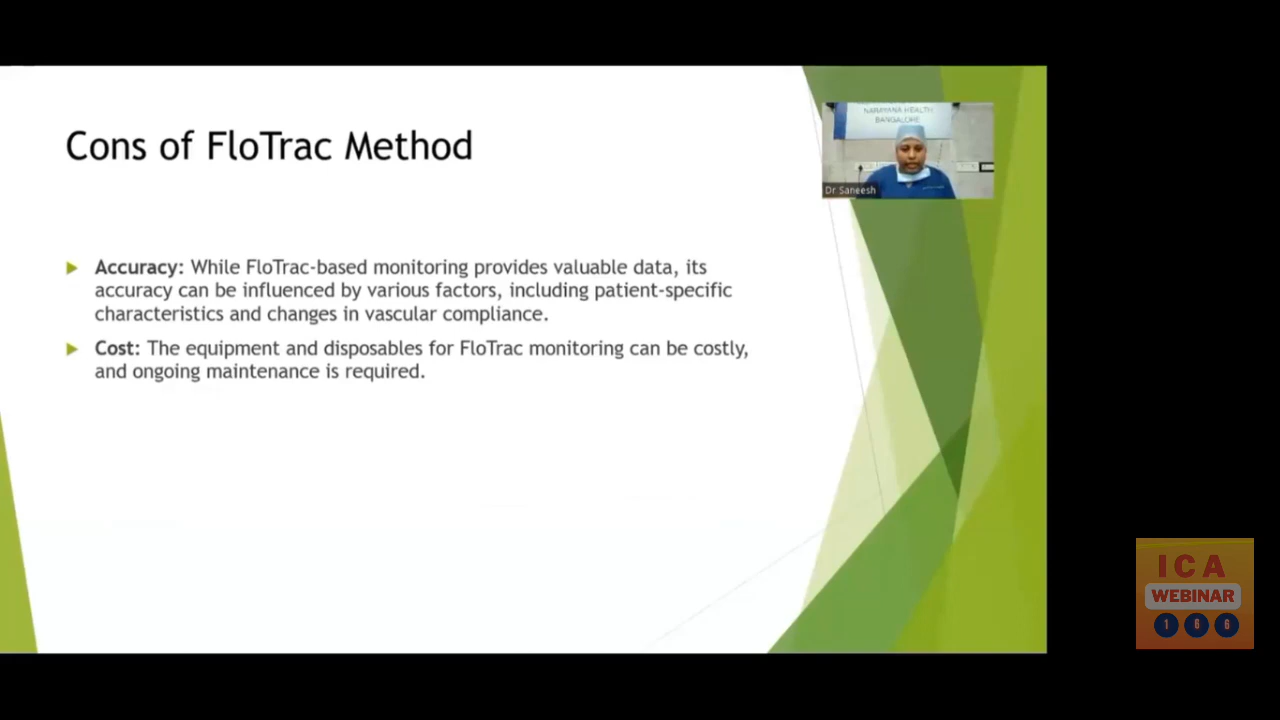 Cons of FloTrac Method
NARAYANA HEALTH
BANGALORE
Dr Saneesh
Accuracy: While FloTrac-based monitoring provides valuable data, its
accuracy can be influenced by various factors, including patient-specific
characteristics and changes in vascular compliance.
Cost: The equipment and disposables for FloTrac monitoring can be costly,
and ongoing maintenance is required.
ICA
WEBINAR
166